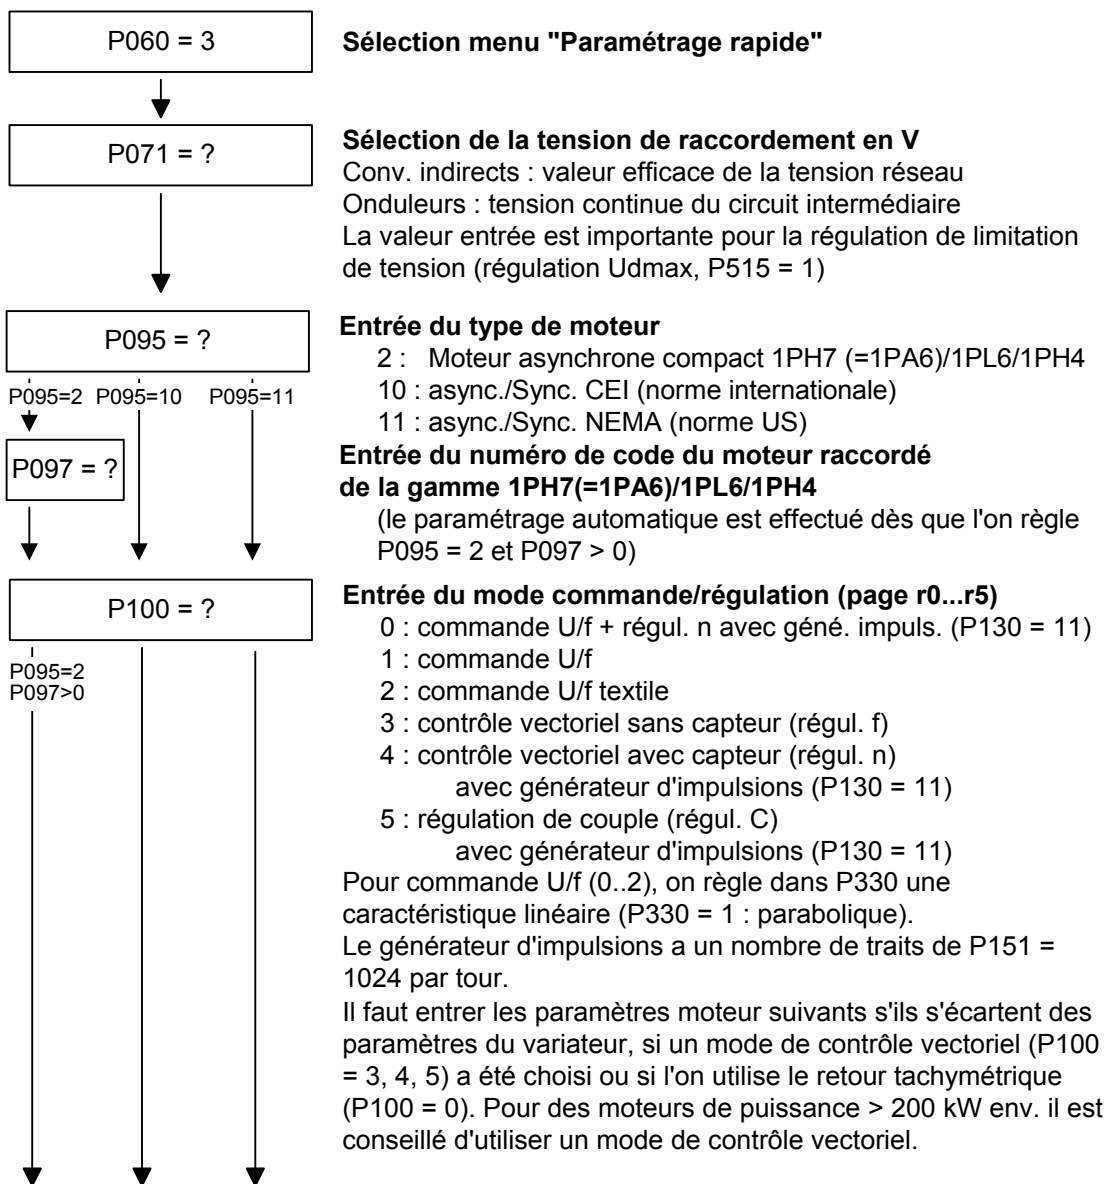 P060 = 3
Sélection menu "Paramétrage rapide"
P071 = ?
Sélection de la tension de raccordement en V
Conv. indirects : valeur efficace de la tension réseau
Onduleurs : tension continue du circuit intermédiaire
La valeur entrée est importante pour la régulation de limitation
de tension (régulation Udmax, P515 = 1)
P095 = ?
Entrée du type de moteur
2 : Moteur asynchrone compact 1PH7 (=1PA6)/1PL6/1PH4
10 : async./Sync. CEI (norme internationale)
11 : async./Sync. NEMA (norme US)
P095=2 P095=10 P095=11
P097 = ?
Entrée du numéro de code du moteur raccordé
de la gamme 1PH7(=1PA6)/1PL6/1PH4
(le paramétrage automatique est effectué dès que l'on règle
P095 = 2 et P097 > 0)
P100 = ?
Entrée du mode commande/régulation (page r0...r5)
0 : commande U/f + régul. n avec géné. impuls. (P130 = 11)
1 : commande U/f
2 : commande U/f textile
3 : contrôle vectoriel sans capteur (régul. f)
4 : contrôle vectoriel avec capteur (régul. n)
avec générateur d'impulsions (P130 = 11)
5 : régulation de couple (régul. C)
avec générateur d'impulsions (P130 = 11)
P095=2
P097>0
Pour commande U/f (0..2), on règle dans P330 une
caractéristique linéaire (P330 = 1 : parabolique).
Le générateur d'impulsions a un nombre de traits de P151 =
1024 par tour.
Il faut entrer les paramètres moteur suivants s'ils s'écartent des
paramètres du variateur, si un mode de contrôle vectoriel (P100
= 3, 4, 5) a été choisi ou si l'on utilise le retour tachymétrique
(P100 = 0). Pour des moteurs de puissance > 200 kW env. il est
conseillé d'utiliser un mode de contrôle vectoriel.